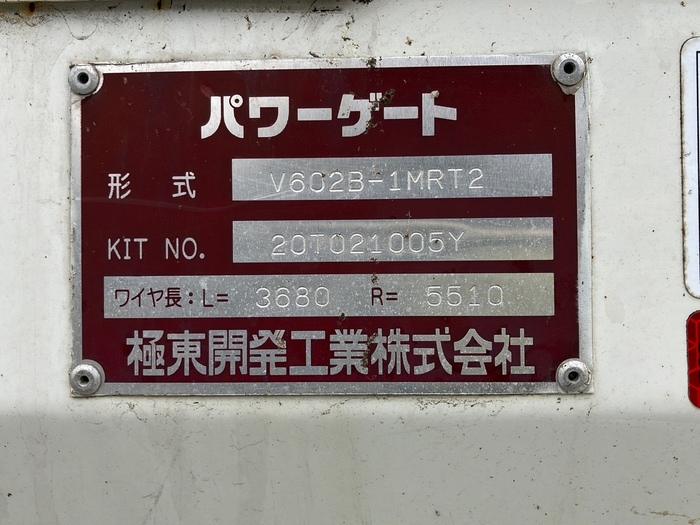 パワーゲート
形式 V602B-1MRT2
KIT NO. 20T021005Y
ワイヤ長：L= 3680 R= 5510
極東開発工業株式会社